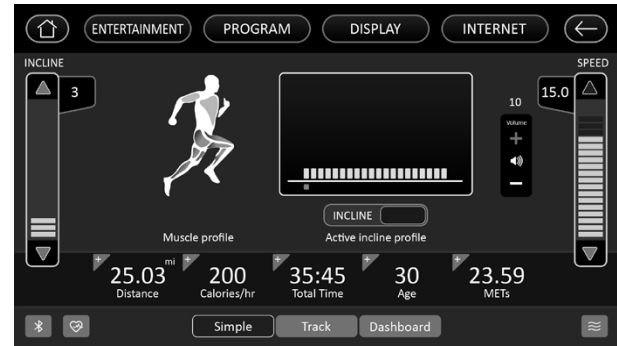 ENTERTAINMENT PROGRAM DISPLAY INTERNET
INCLINE SPEED
3 15.0
10
Volume
Muscle profile
INCLINE
Active incline profile
25.03 mi 200 35:45 30 23.59
Distance Calories/hr Total Time Age METs
Simple Track Dashboard